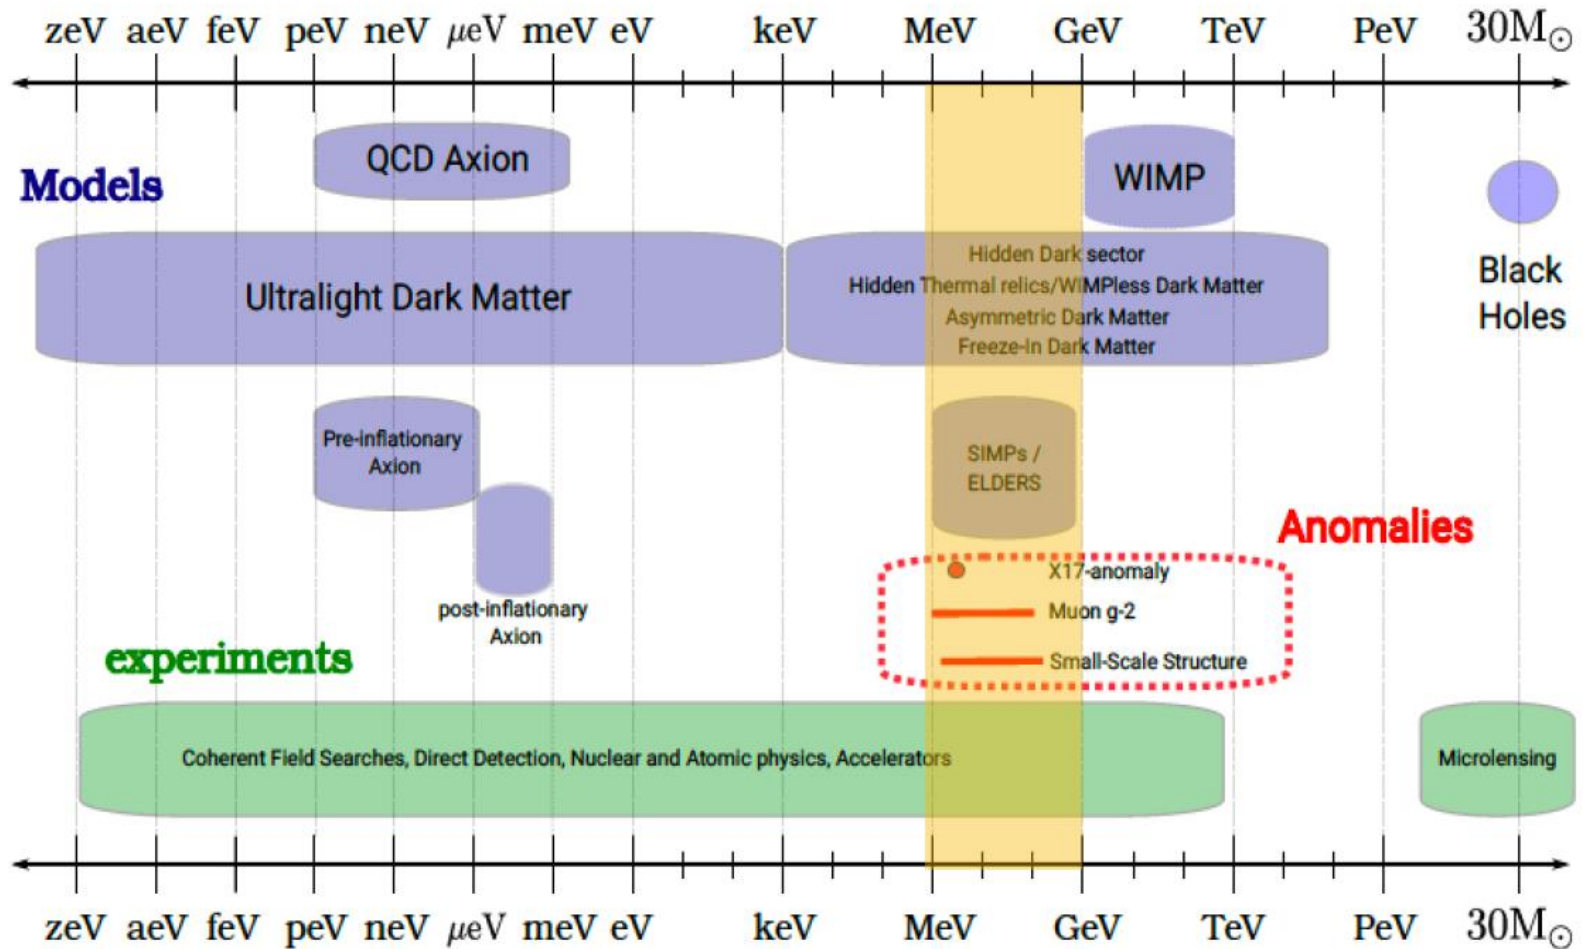 zeV aeV feV peV neV μeV meV eV keV MeV GeV TeV PeV 30M⊙
QCD Axion
WIMP
Models
Hidden Dark sector
Hidden Thermal relics/WIMPless Dark Matter
Asymmetric Dark Matter
Freeze-In Dark Matter
Ultralight Dark Matter
Black
Holes
Pre-inflationary
Axion
SIMPs /
ELDERS
Anomalies
X17-anomaly
Muon g-2
Small-Scale Structure
post-inflationary
Axion
experiments
Coherent Field Searches, Direct Detection, Nuclear and Atomic physics, Accelerators
Microlensing
zeV aeV feV peV neV μeV meV eV keV MeV GeV TeV PeV 30M⊙